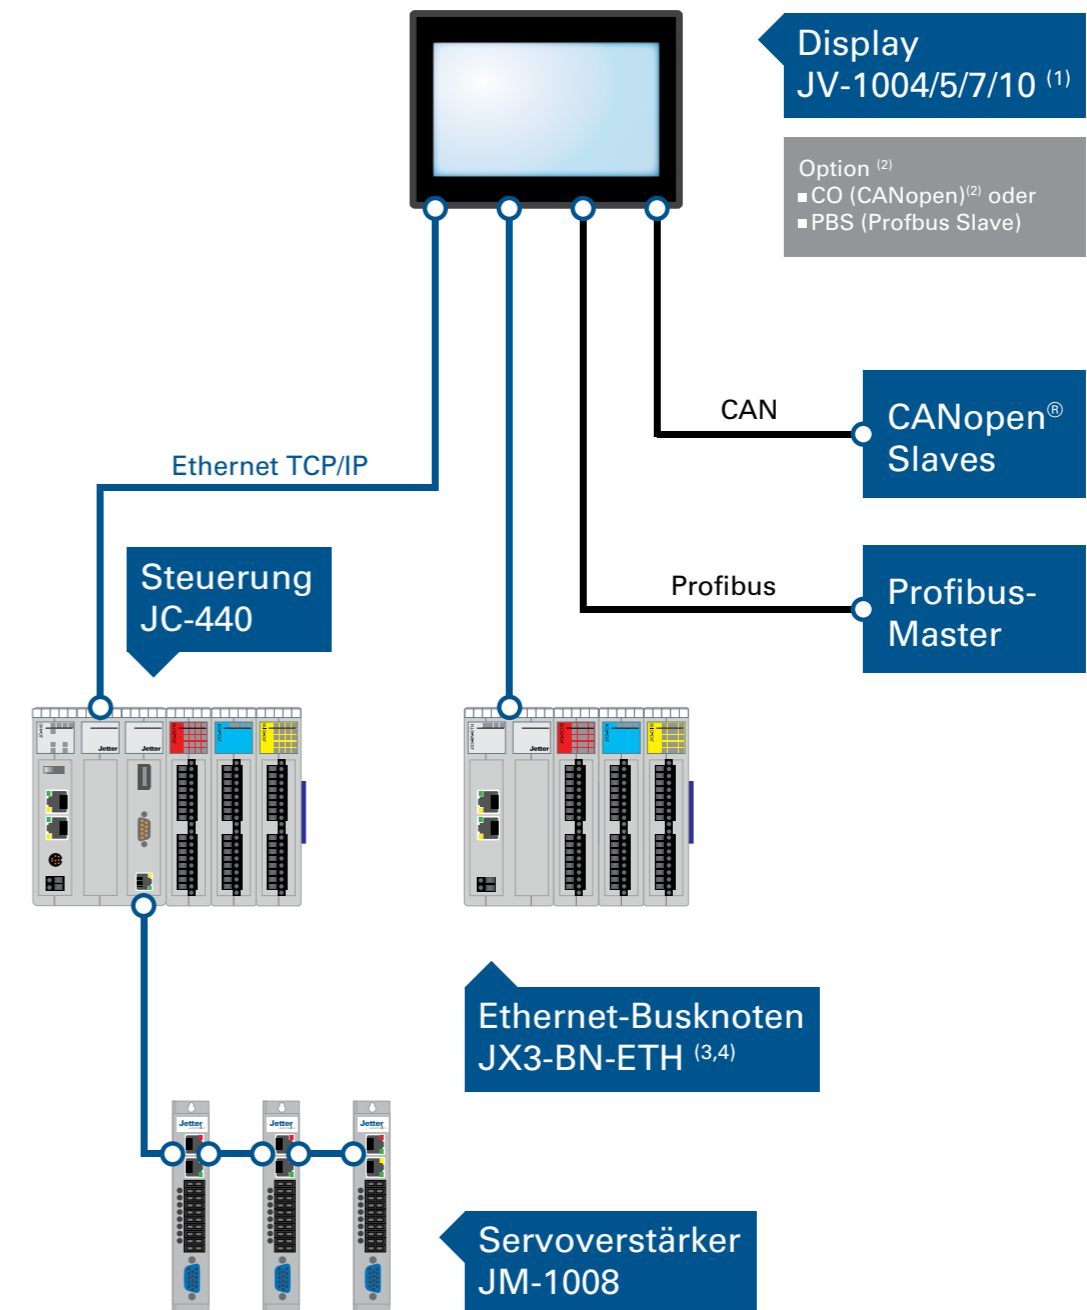 Display
JV-1004/5/7/10 (1)
Option (2)
■ CO (CANopen)(2) oder
■ PBS (Profbus Slave)
CAN
CANopen®
Slaves
Ethernet TCP/IP
Steuerung
JC-440
Profibus
Profibus-
Master
Jetter
Jetter
Jetter
Ethernet-Busknoten
JX3-BN-ETH (3,4)
Jetter
Jetter
Jetter
Servoverstärker
JM-1008